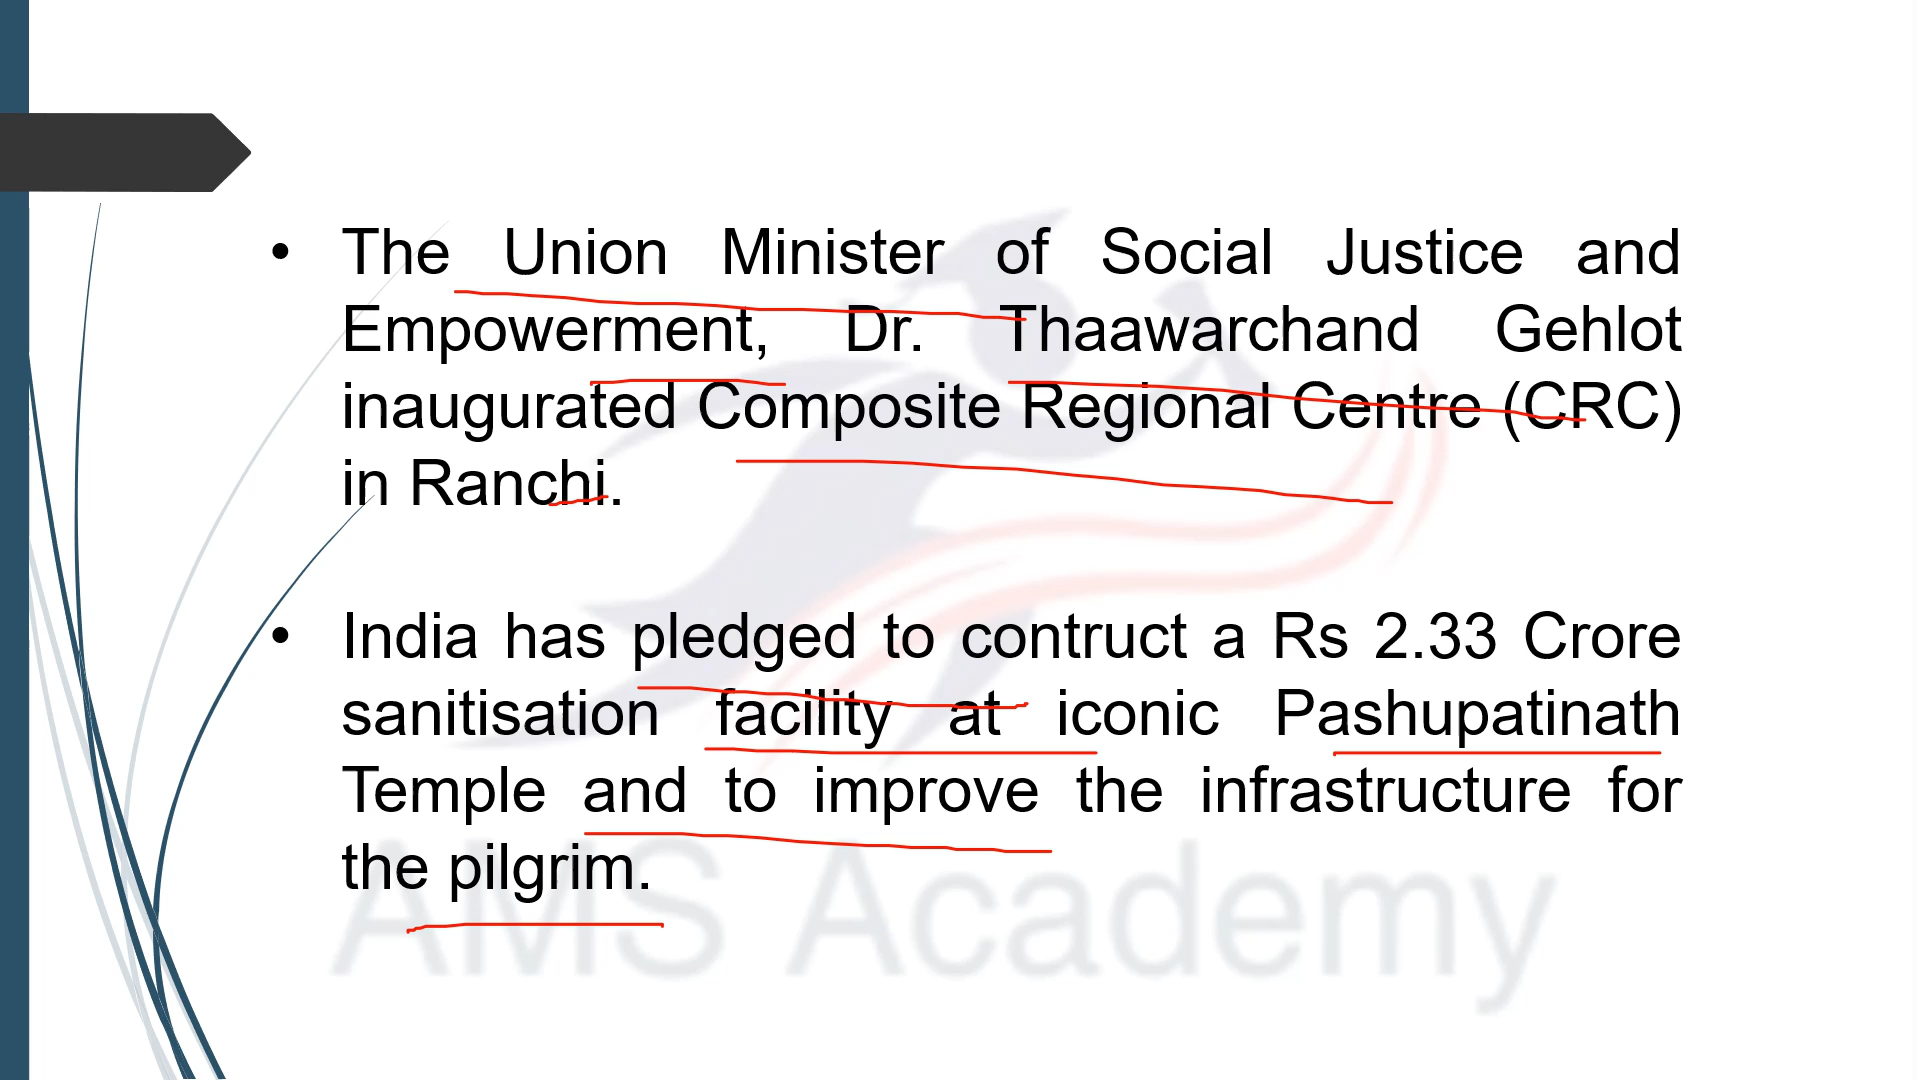 • The Union Minister of Social Justice and
Empowerment, Dr. Thaawarchand Gehlot
inaugurated Composite Regional Centre (CRC)
in Ranchi.
• India has pledged to contruct a Rs 2.33 Crore
sanitisation facility at iconic Pashupatinath
Temple and to improve the infrastructure for
the pilgrim.
AMS Academy